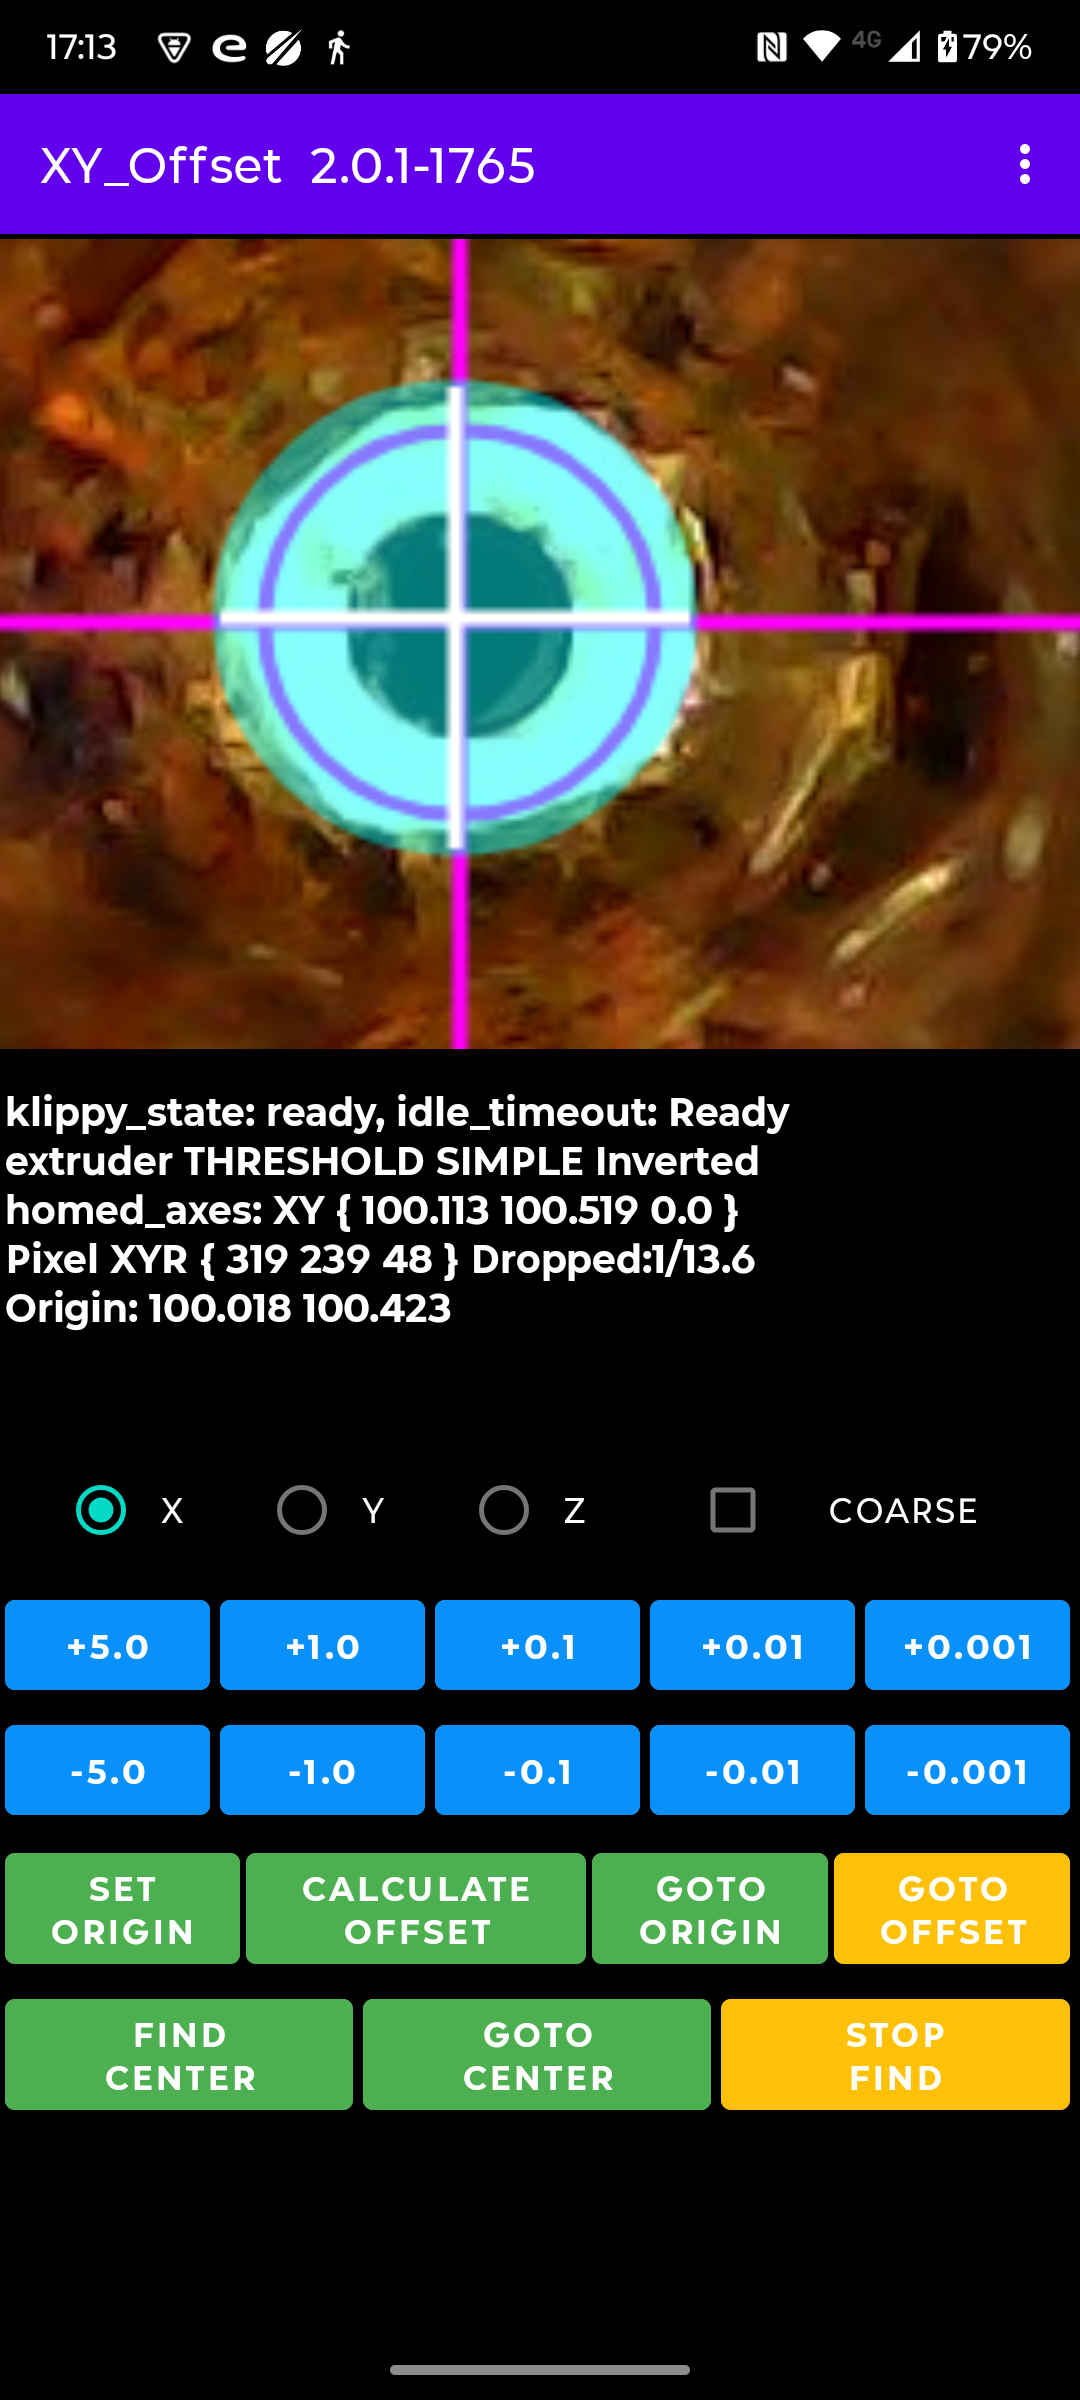 17:13
4G
79%
XY_Offset 2.0.1-1765
klippy_state: ready, idle_timeout: Ready
extruder THRESHOLD SIMPLE Inverted
homed_axes: XY { 100.113 100.519 0.0 }
Pixel XYR { 319 239 48 } Dropped:1/13.6
Origin: 100.018 100.423
X Y Z COARSE
+5.0 +1.0 +0.1 +0.01 +0.001
-5.0 -1.0 -0.1 -0.01 -0.001
SET
ORIGIN
CALCULATE
OFFSET
GOTO
ORIGIN
GOTO
OFFSET
FIND
CENTER
GOTO
CENTER
STOP
FIND